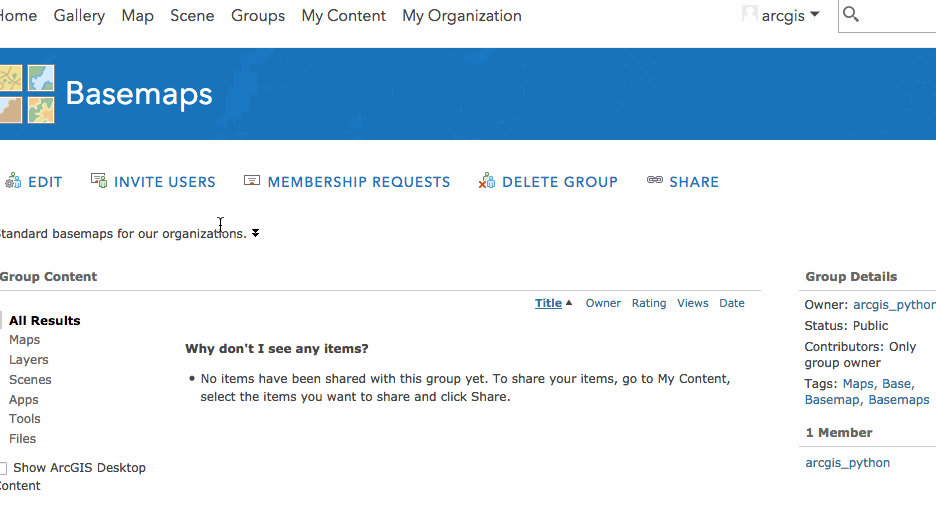 Home Gallery Map Scene Groups My Content My Organization arcgis
Basemaps
EDIT INVITE USERS MEMBERSHIP REQUESTS DELETE GROUP SHARE
Standard basemaps for our organizations.
Group Content
Title Owner Rating Views Date
All Results
Maps
Layers
Scenes
Apps
Tools
Files
Show ArcGIS Desktop
Content
Why don't I see any items?
• No items have been shared with this group yet. To share your items, go to My Content,
select the items you want to share and click Share.
Group Details
Owner: arcgis_python
Status: Public
Contributors: Only
group owner
Tags: Maps, Base,
Basemap, Basemaps
1 Member
arcgis_python